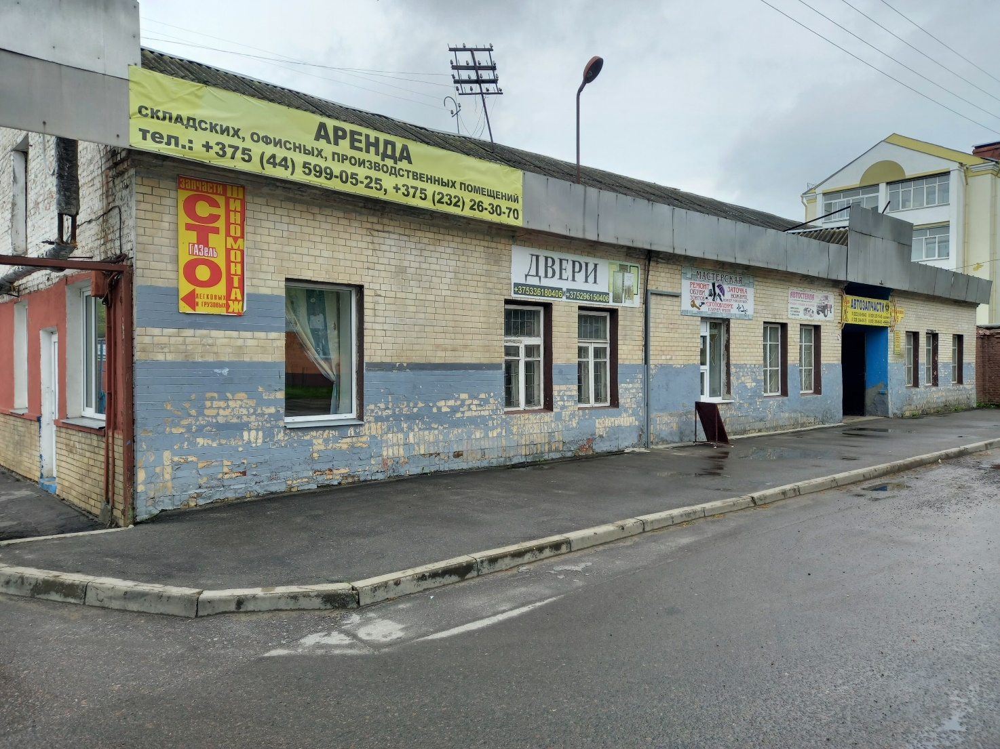 АРЕНДА
СКЛАДСКИХ, ОФИСНЫХ, ПРОИЗВОДСТВЕННЫХ ПОМЕЩЕНИЙ
тел.: +375 (44) 599-05-25, +375 (232) 26-30-70
запчасти
СТО
ГАЗель
ШИНОМОНТАЖ
ЛЕГКОВЫХ
И ГРУЗОВЫХ
ДВЕРИ
+375336180406 +375296150406
МАСТЕРСКАЯ
РЕМОНТ
ОБУВИ
ЗОНТОВ
ЗАТОЧКА
НОЖНИЦ
ИЗГОТОВЛЕНИЕ
КЛЮЧЕЙ
АВТОСТЕКЛА
АВТОЗАПЧАСТИ